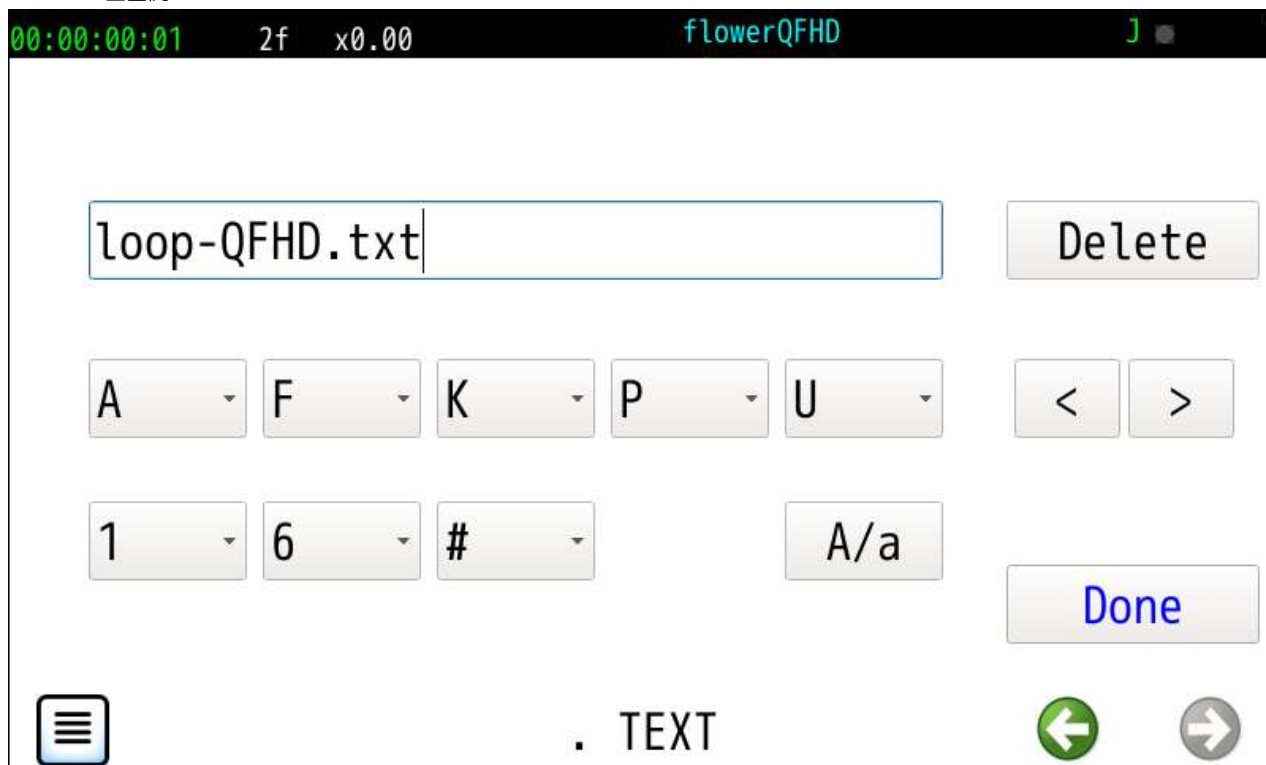 00:00:00:01 2f x0.00 flowerQFHD J
loop-QFHD.txt Delete
A F K P U < >
1 6 # A/a
Done
. TEXT